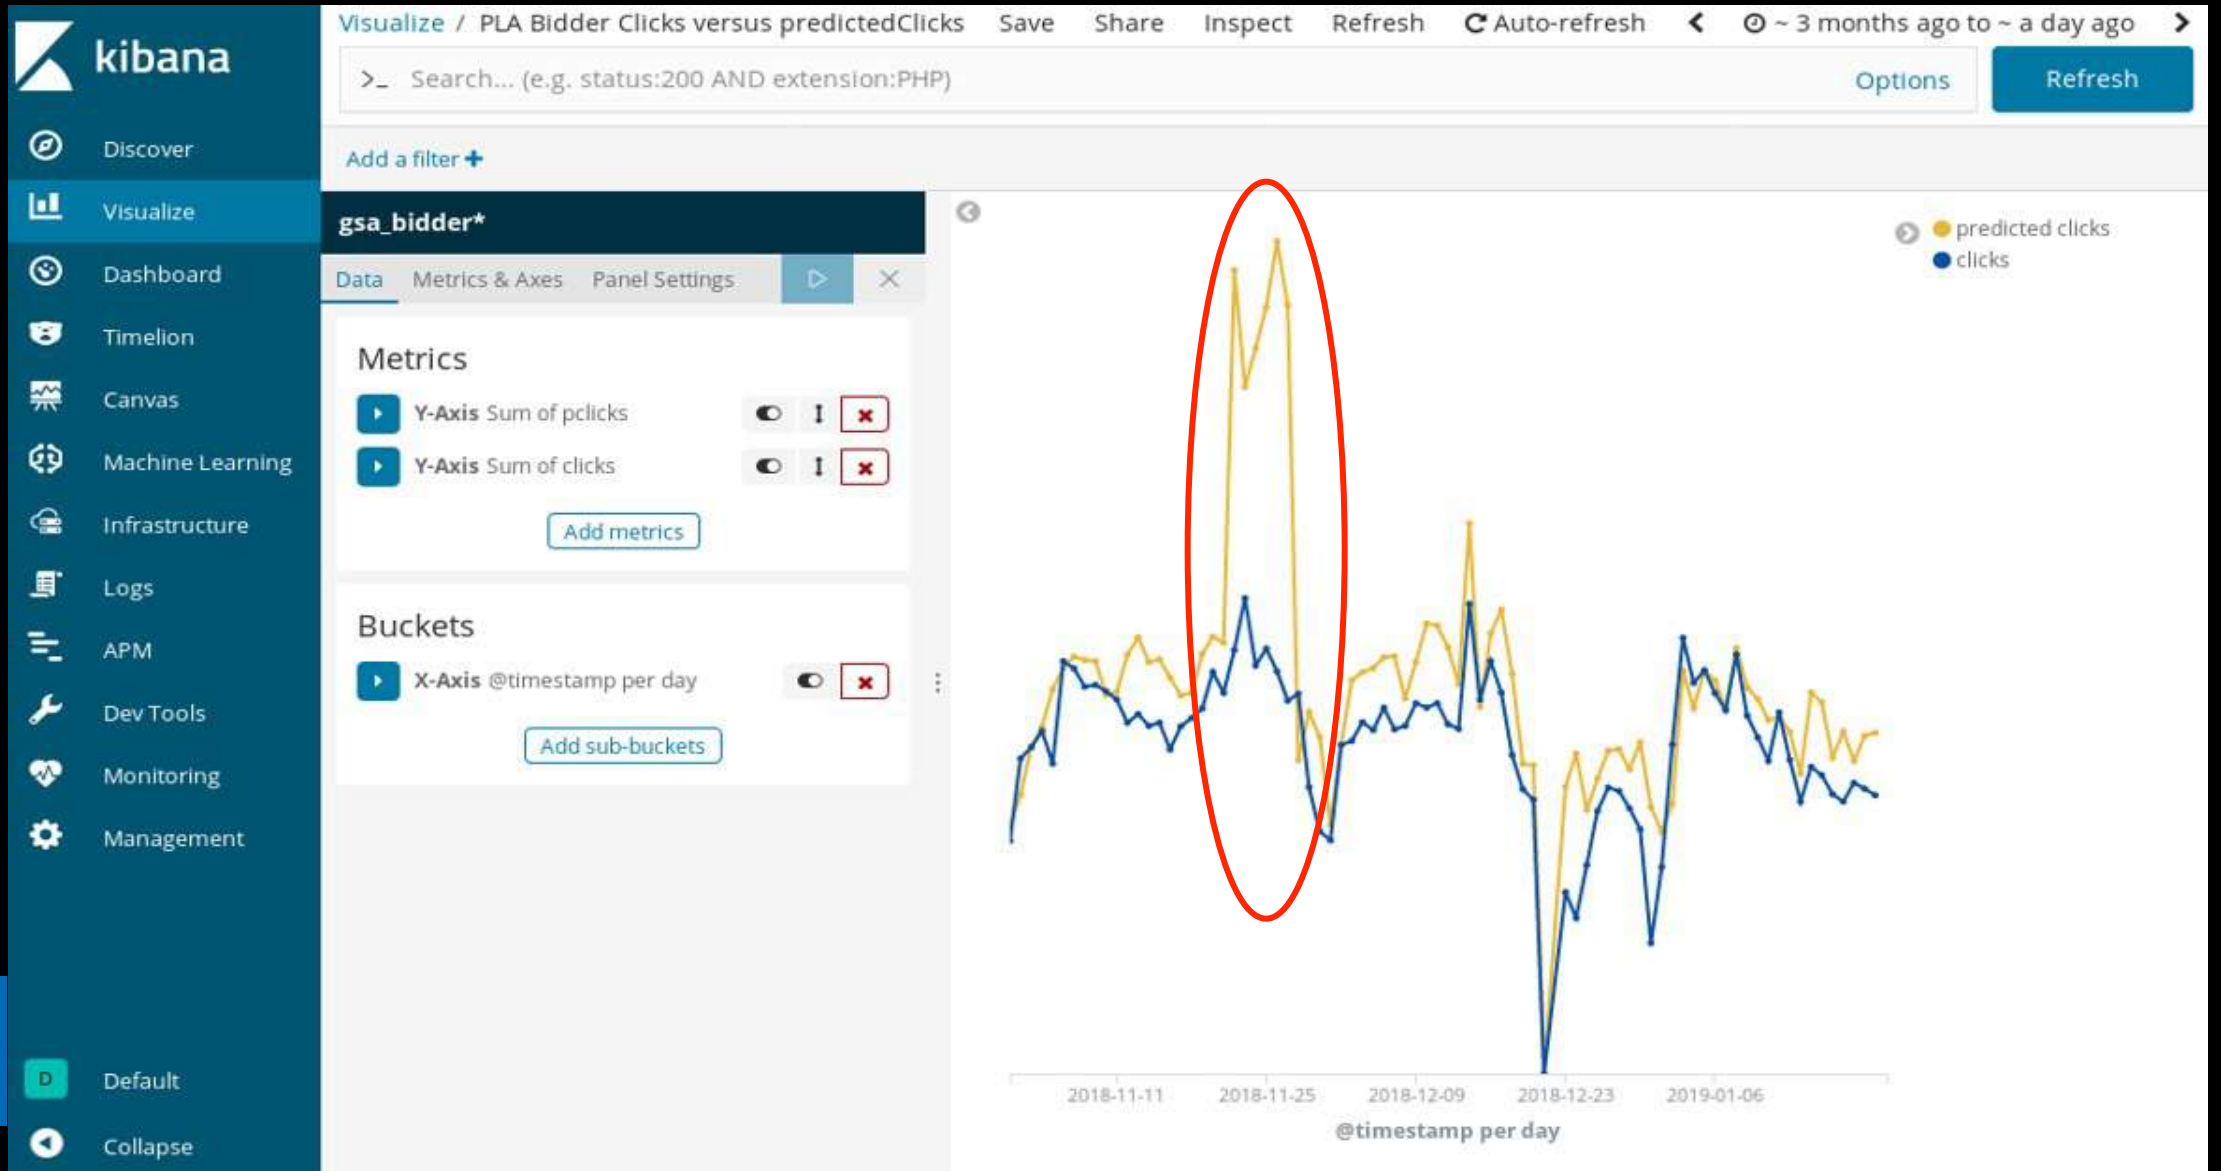 kibana
Discover
Visualize
Dashboard
Timelion
Canvas
Machine Learning
Infrastructure
Logs
APM
Dev Tools
Monitoring
Management
D Default
Collapse
Visualize / PLA Bidder Clicks versus predictedClicks Save Share Inspect Refresh Auto-refresh ~ 3 months ago to ~ a day ago
>_ Search... (e.g. status:200 AND extension:PHP) Options Refresh
Add a filter +
gsa_bidder*
Data Metrics & Axes Panel Settings
Metrics
Y-Axis Sum of pclicks
Y-Axis Sum of clicks
Add metrics
Buckets
X-Axis @timestamp per day
Add sub-buckets
predicted clicks
clicks
2018-11-11 2018-11-25 2018-12-09 2018-12-23 2019-01-06
@timestamp per day